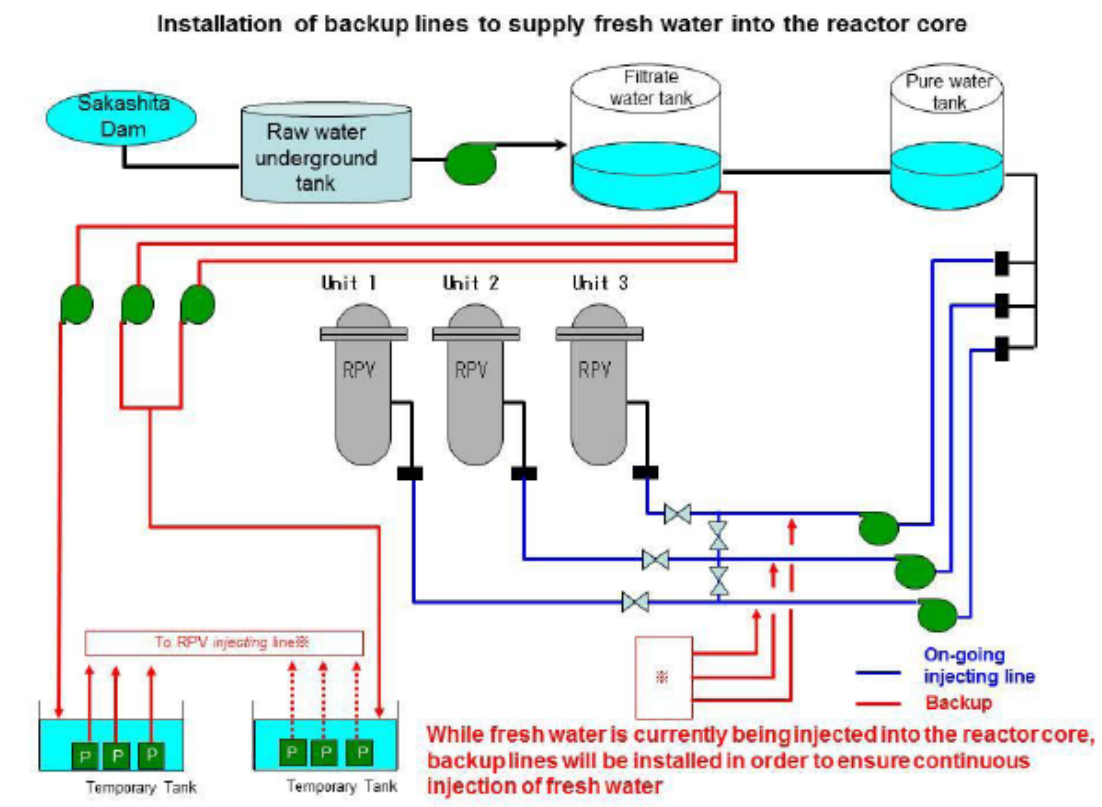 Installation of backup lines to supply fresh water into the reactor core
Sakashita
Dam
Raw water
underground
tank
Filtrate
water tank
Pure water
tank
Unit 1
Unit 2
Unit 3
RPV
RPV
RPV
To RPV injecting line※
※
On-going
injecting line
Backup
P
P
P
P
P
P
Temporary Tank
Temporary Tank
While fresh water is currently being injected into the reactor core,
backup lines will be installed in order to ensure continuous
injection of fresh water